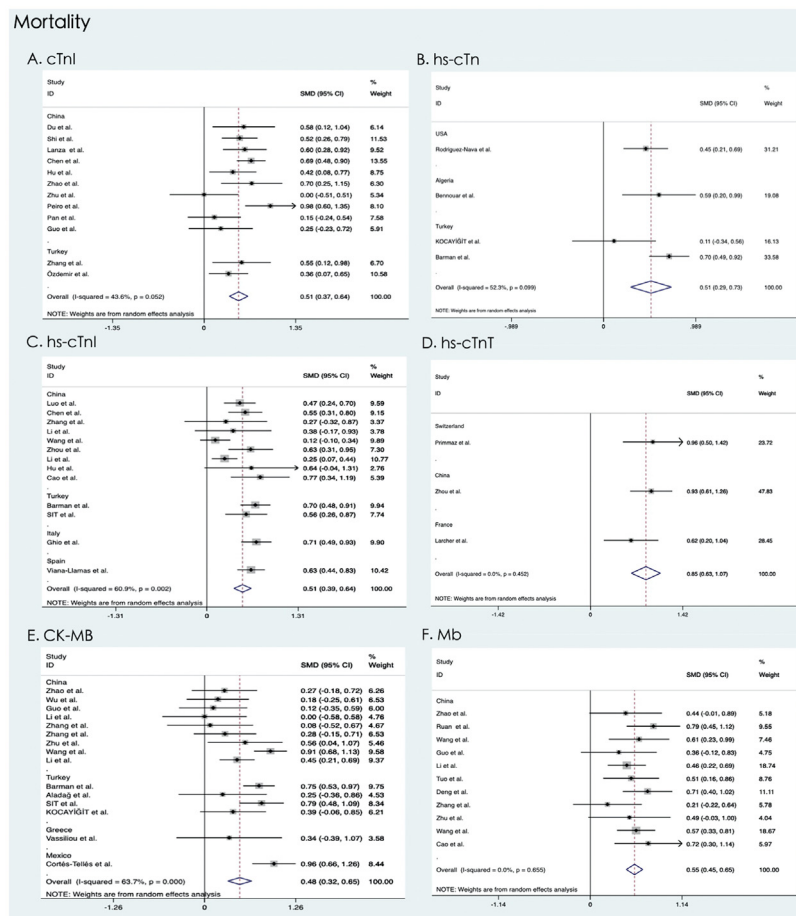 Mortality
A. cTnI
Study %
ID SMD (95% CI) Weight
China
Du et al. 0.58 (0.12, 1.04) 6.14
Shi et al. 0.52 (0.26, 0.79) 11.53
Lanza et al. 0.60 (0.28, 0.92) 9.52
Chen et al. 0.69 (0.48, 0.90) 13.55
Hu et al. 0.42 (0.08, 0.77) 8.75
Zhao et al. 0.70 (0.25, 1.15) 6.30
Zhu et al. 0.00 (-0.51, 0.51) 5.34
Peiro et al. 0.98 (0.60, 1.35) 8.10
Pan et al. 0.15 (-0.24, 0.54) 7.58
Guo et al. 0.25 (-0.23, 0.72) 5.91
.
Turkey
Zhang et al. 0.55 (0.12, 0.98) 6.70
Özdemir et al. 0.36 (0.07, 0.65) 10.58
.
Overall (I-squared = 43.6%, p = 0.052) 0.51 (0.37, 0.64) 100.00
NOTE: Weights are from random effects analysis
-1.35 0 1.35
B. hs-cTn
Study %
ID SMD (95% CI) Weight
USA
Rodriguez-Nava et al. 0.45 (0.21, 0.69) 31.21
.
Algeria
Bennouar et al. 0.59 (0.20, 0.99) 19.08
.
Turkey
KOCAYİĞİT et al. 0.11 (-0.34, 0.56) 16.13
Barman et al. 0.70 (0.49, 0.92) 33.58
.
Overall (I-squared = 52.3%, p = 0.099) 0.51 (0.29, 0.73) 100.00
NOTE: Weights are from random effects analysis
-.989 0 .989
C. hs-cTnI
Study %
ID SMD (95% CI) Weight
China
Luo et al. 0.47 (0.24, 0.70) 9.59
Chen et al. 0.55 (0.31, 0.80) 9.15
Zhang et al. 0.27 (-0.32, 0.87) 3.37
Li et al. 0.38 (-0.17, 0.93) 3.78
Wang et al. 0.12 (-0.10, 0.34) 9.89
Zhou et al. 0.63 (0.31, 0.95) 7.30
Li et al. 0.25 (0.07, 0.44) 10.77
Hu et al. 0.64 (-0.04, 1.31) 2.76
Cao et al. 0.77 (0.34, 1.19) 5.39
.
Turkey
Barman et al. 0.70 (0.48, 0.91) 9.94
SIT et al. 0.56 (0.26, 0.87) 7.74
.
Italy
Ghio et al. 0.71 (0.49, 0.93) 9.90
.
Spain
Viana-Llamas et al. 0.63 (0.44, 0.83) 10.42
.
Overall (I-squared = 60.9%, p = 0.002) 0.51 (0.39, 0.64) 100.00
NOTE: Weights are from random effects analysis
-1.31 0 1.31
D. hs-cTnT
Study %
ID SMD (95% CI) Weight
Switzerland
Primmaz et al. 0.96 (0.50, 1.42) 23.72
.
China
Zhou et al. 0.93 (0.61, 1.26) 47.83
.
France
Larcher et al. 0.62 (0.20, 1.04) 28.45
.
Overall (I-squared = 0.0%, p = 0.452) 0.85 (0.63, 1.07) 100.00
NOTE: Weights are from random effects analysis
-1.42 0 1.42
E. CK-MB
Study %
ID SMD (95% CI) Weight
China
Zhao et al. 0.27 (-0.18, 0.72) 6.26
Wu et al. 0.18 (-0.25, 0.61) 6.53
Guo et al. 0.12 (-0.35, 0.59) 6.00
Li et al. 0.00 (-0.58, 0.58) 4.76
Zhang et al. 0.08 (-0.52, 0.67) 4.67
Zhang et al. 0.28 (-0.15, 0.71) 6.53
Zhu et al. 0.56 (0.04, 1.07) 5.46
Wang et al. 0.91 (0.68, 1.13) 9.58
Li et al. 0.45 (0.21, 0.69) 9.37
.
Turkey
Barman et al. 0.75 (0.53, 0.97) 9.75
Aladağ et al. 0.25 (-0.36, 0.86) 4.53
SIT et al. 0.79 (0.48, 1.09) 8.34
KOCAYİĞİT et al. 0.39 (-0.06, 0.85) 6.21
.
Greece
Vassiliou et al. 0.34 (-0.39, 1.07) 3.58
.
Mexico
Cortés-Tellés et al. 0.96 (0.66, 1.26) 8.44
.
Overall (I-squared = 63.7%, p = 0.000) 0.48 (0.32, 0.65) 100.00
NOTE: Weights are from random effects analysis
-1.26 0 1.26
F. Mb
Study %
ID SMD (95% CI) Weight
China
Zhao et al. 0.44 (-0.01, 0.89) 5.18
Ruan et al. 0.79 (0.45, 1.12) 9.55
Wang et al. 0.61 (0.23, 0.99) 7.46
Guo et al. 0.36 (-0.12, 0.83) 4.75
Li et al. 0.46 (0.22, 0.69) 18.74
Tuo et al. 0.51 (0.16, 0.86) 8.76
Deng et al. 0.71 (0.40, 1.02) 11.11
Zhang et al. 0.21 (-0.22, 0.64) 5.78
Zhu et al. 0.49 (-0.03, 1.00) 4.04
Wang et al. 0.57 (0.33, 0.81) 18.67
Cao et al. 0.72 (0.30, 1.14) 5.97
.
Overall (I-squared = 0.0%, p = 0.655) 0.55 (0.45, 0.65) 100.00
NOTE: Weights are from random effects analysis
-1.14 0 1.14